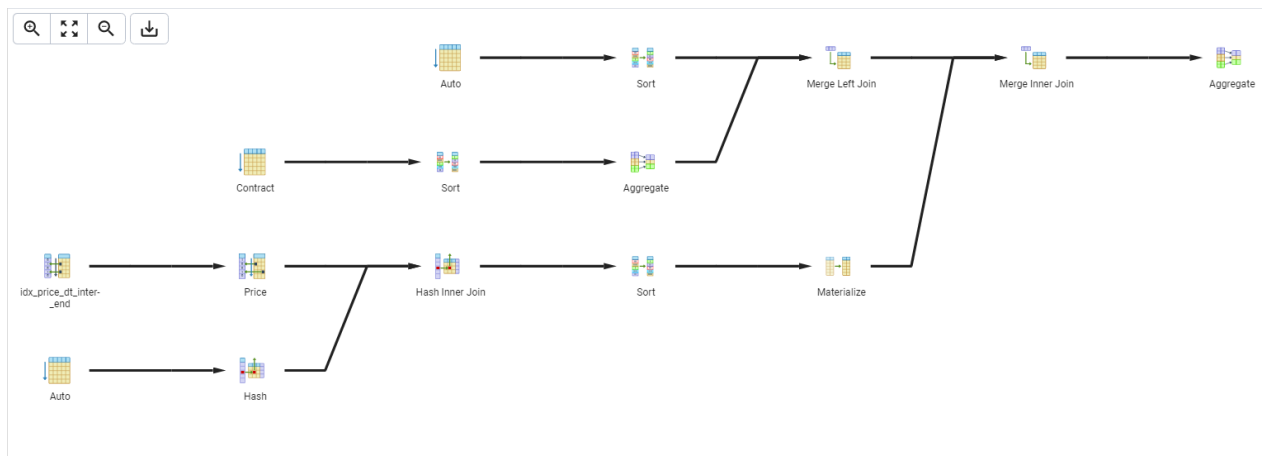 Auto
Sort
Merge Left Join
Merge Inner Join
Aggregate
Contract
Sort
Aggregate
idx_price_dt_inter-
_end
Price
Hash Inner Join
Sort
Materialize
Auto
Hash